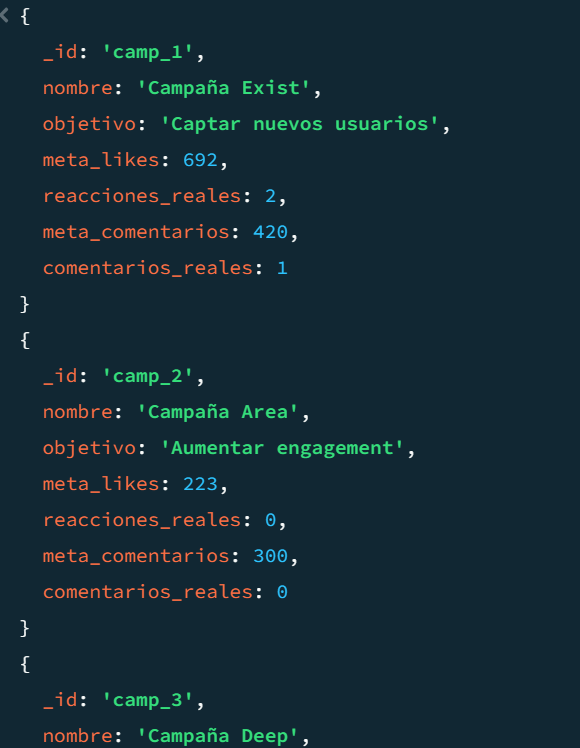 {
_id: 'camp_1',
nombre: 'Campaña Exist',
objetivo: 'Captar nuevos usuarios',
meta_likes: 692,
reacciones_reales: 2,
meta_comentarios: 420,
comentarios_reales: 1
}
{
_id: 'camp_2',
nombre: 'Campaña Area',
objetivo: 'Aumentar engagement',
meta_likes: 223,
reacciones_reales: 0,
meta_comentarios: 300,
comentarios_reales: 0
}
{
_id: 'camp_3',
nombre: 'Campaña Deep',